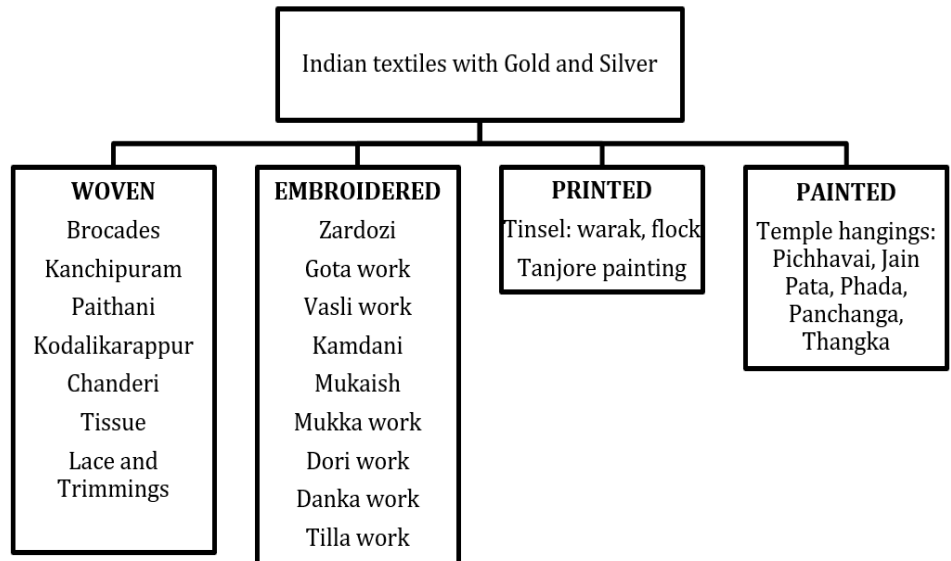 Indian textiles with Gold and Silver
WOVEN
Brocades
Kanchipuram
Paithani
Kodalikarappur
Chanderi
Tissue
Lace and
Trimmings
EMBROIDERED
Zardozi
Gota work
Vasli work
Kamdani
Mukaish
Mukka work
Dori work
Danka work
Tilla work
PRINTED
Tinsel: warak, flock
Tanjore painting
PAINTED
Temple hangings:
Pichhavai, Jain
Pata, Phada,
Panchanga,
Thangka